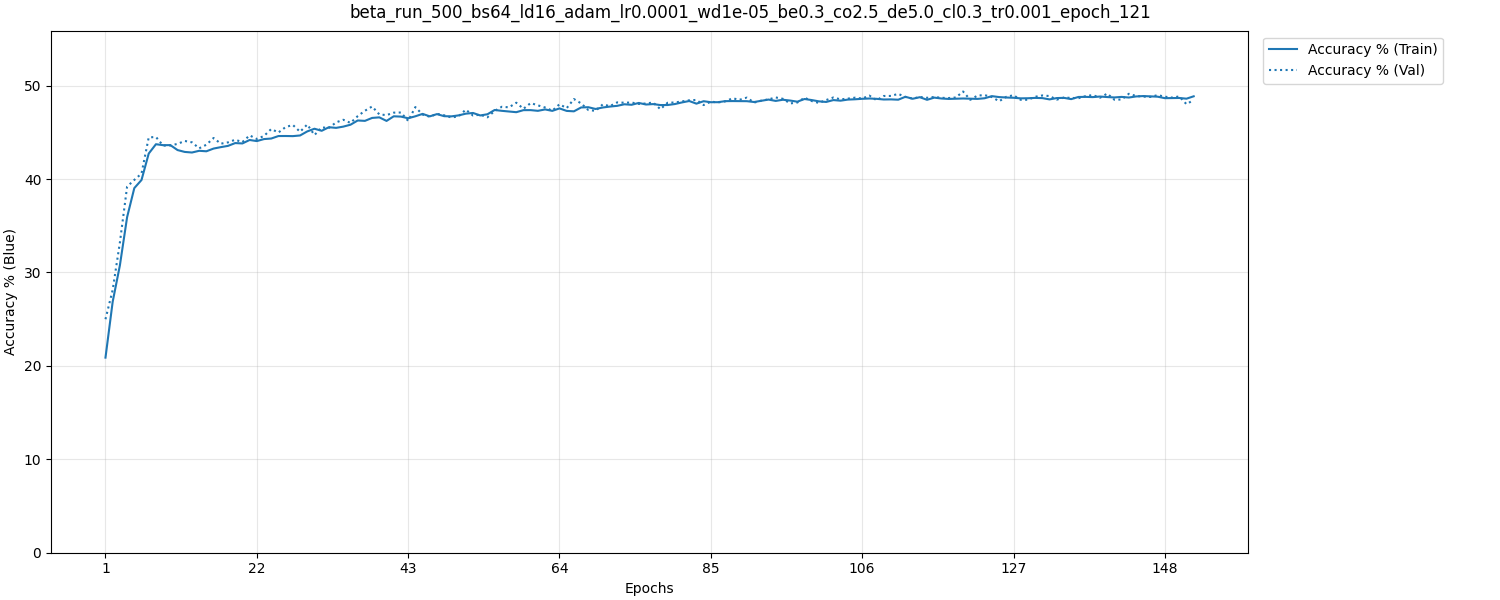 beta_run_500_bs64_ld16_adam_lr0.0001_wd1e-05_be0.3_co2.5_de5.0_cl0.3_tr0.001_epoch_121
Accuracy % (Train)
Accuracy % (Val)
Accuracy % (Blue)
50
40
30
20
10
0
1 22 43 64 85 106 127 148
Epochs